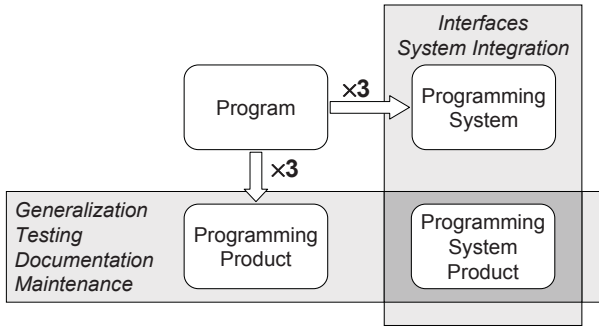 Interfaces
System Integration
×3
Program
Programming
System
×3
Generalization
Testing
Documentation
Maintenance
Programming
Product
Programming
System
Product